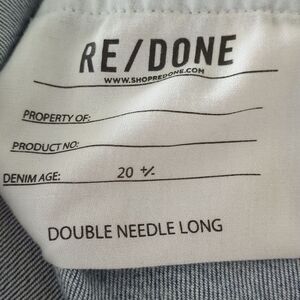 RE/DONE
WWW.SHOPREDONE.COM
PROPERTY OF:
PRODUCT NO:
DENIM AGE: 20 +/-
DOUBLE NEEDLE LONG